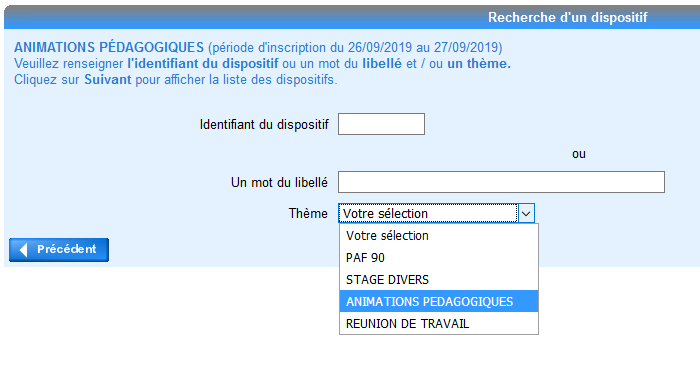 Recherche d'un dispositif
ANIMATIONS PÉDAGOGIQUES (période d'inscription du 26/09/2019 au 27/09/2019)
Veuillez renseigner l'identifiant du dispositif ou un mot du libellé et / ou un thème.
Cliquez sur Suivant pour afficher la liste des dispositifs.
Identifiant du dispositif
ou
Un mot du libellé
Thème Votre sélection
Votre sélection
PAF 90
STAGE DIVERS
ANIMATIONS PEDAGOGIQUES
REUNION DE TRAVAIL
Précédent